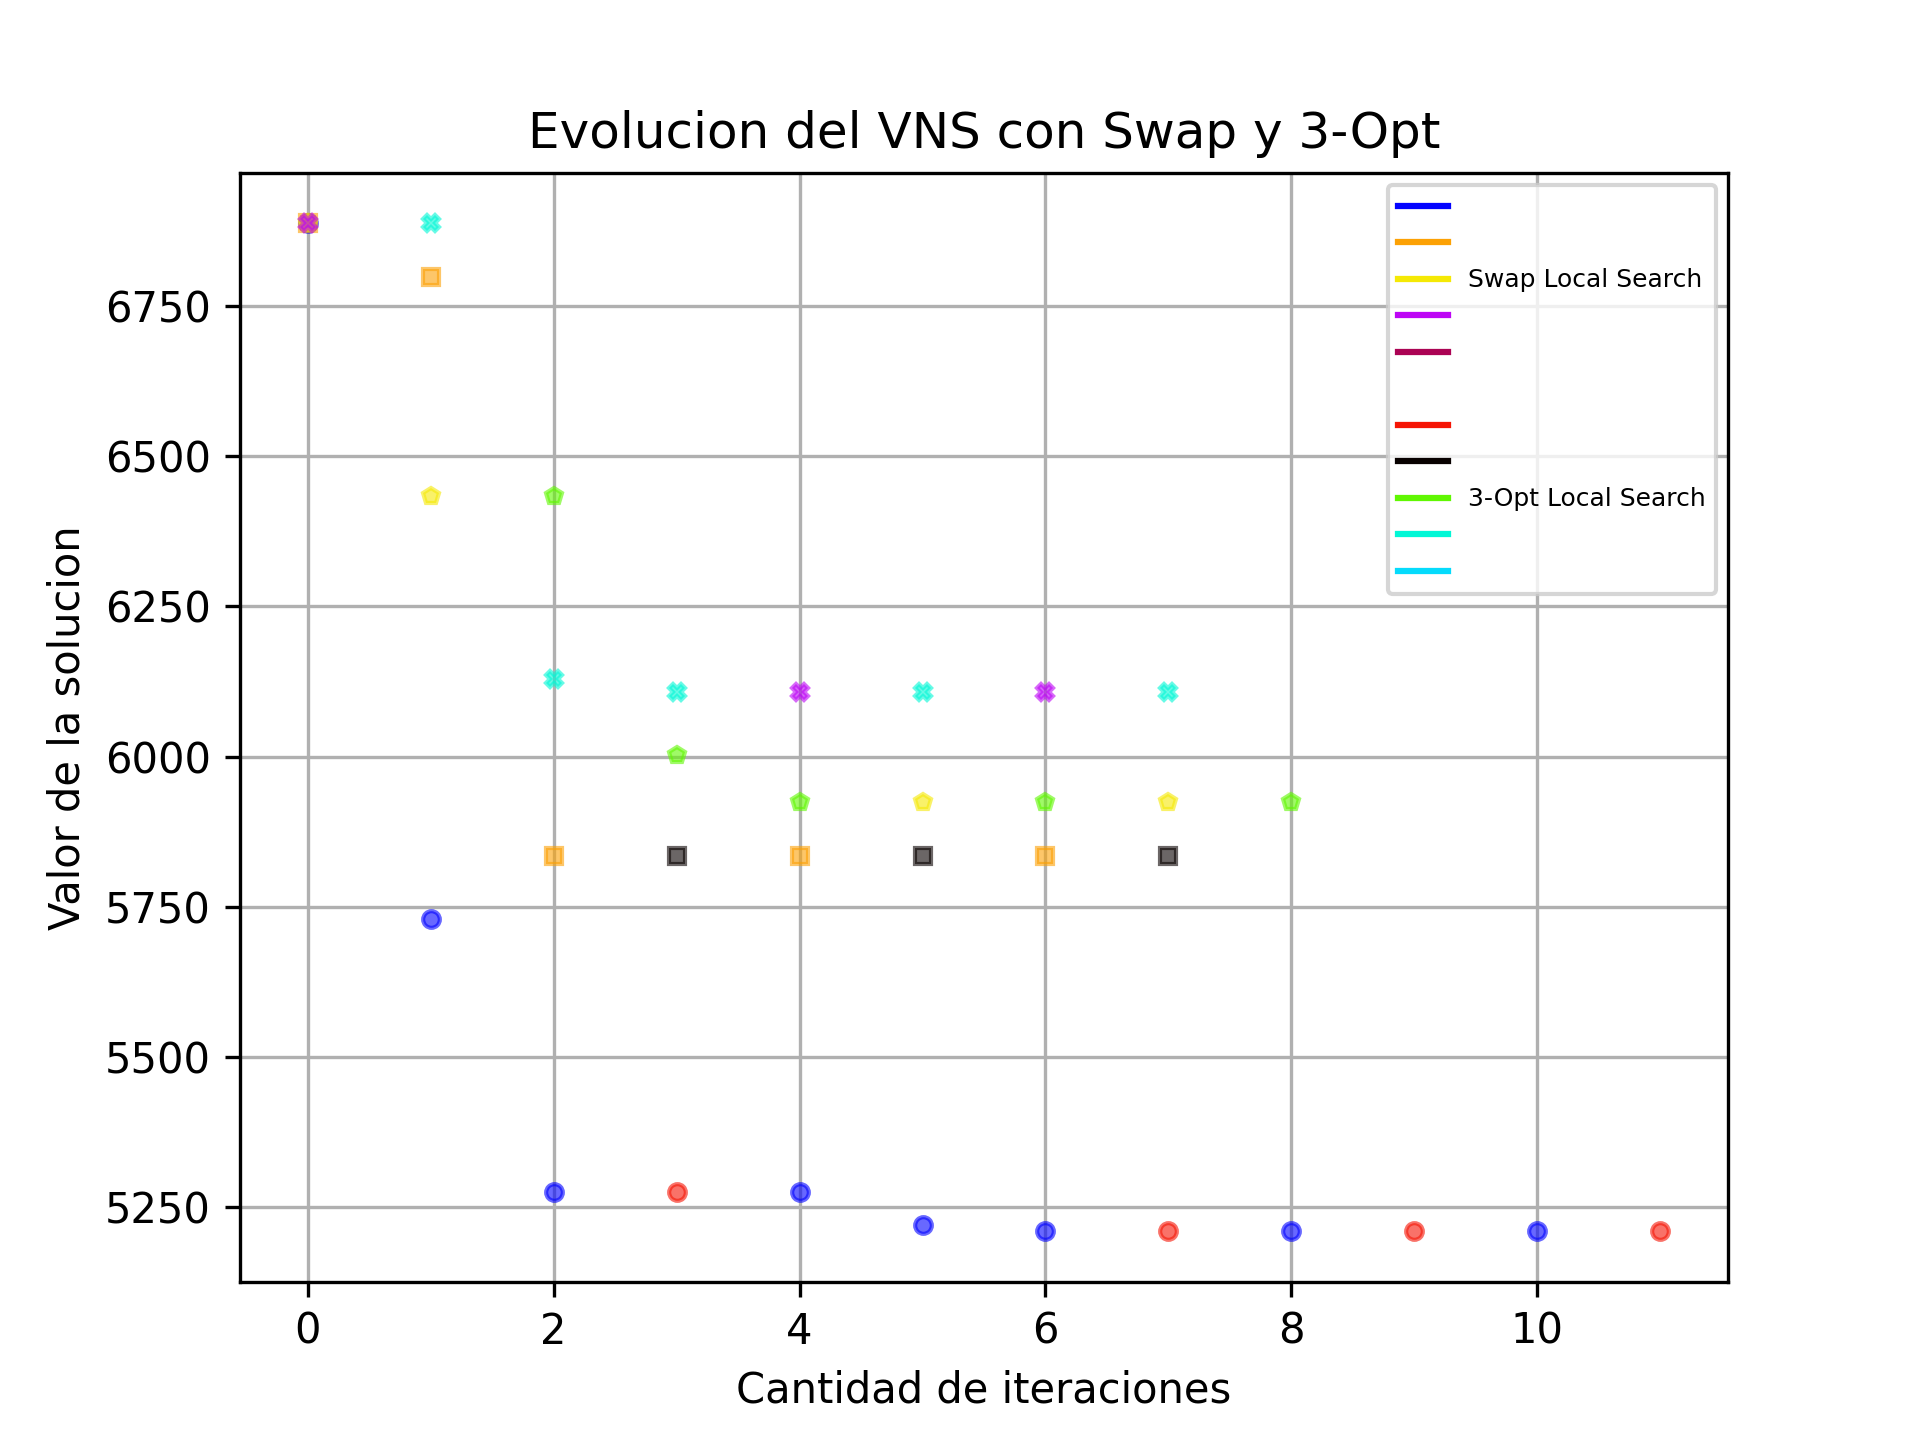 Evolucion del VNS con Swap y 3-Opt
Swap Local Search
3-Opt Local Search
Valor de la solucion
6750
6500
6250
6000
5750
5500
5250
0 2 4 6 8 10
Cantidad de iteraciones